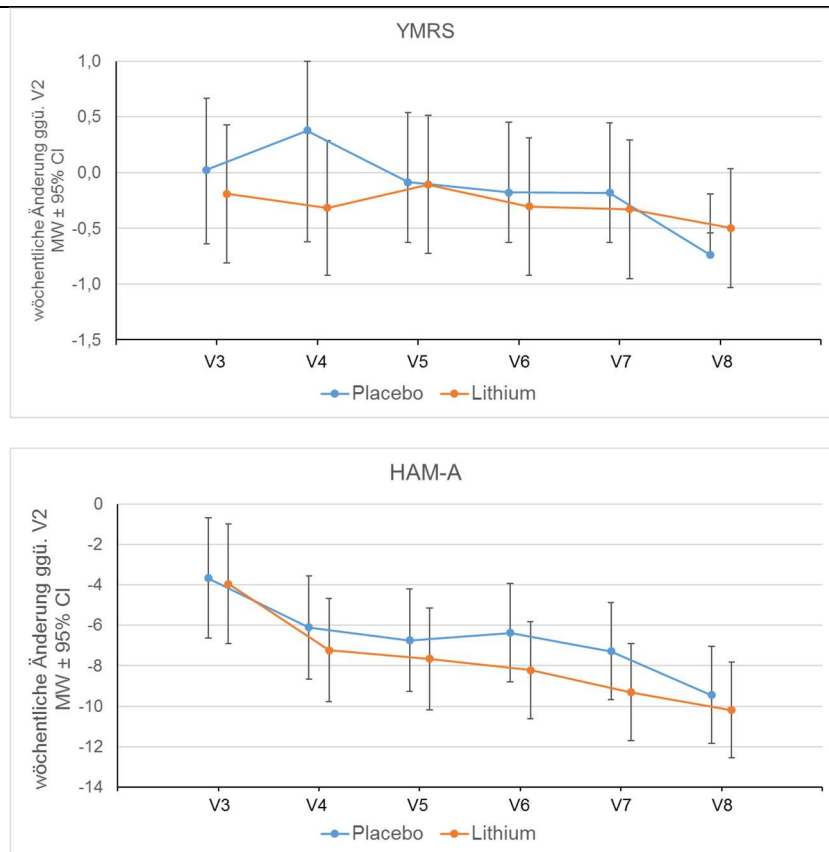 YMRS
wöchentliche Änderung ggü. V2
MW ± 95% CI
1,0
0,5
0,0
-0,5
-1,0
-1,5
V3 V4 V5 V6 V7 V8
Placebo Lithium
HAM-A
wöchentliche Änderung ggü. V2
MW ± 95% CI
0
-2
-4
-6
-8
-10
-12
-14
V3 V4 V5 V6 V7 V8
Placebo Lithium